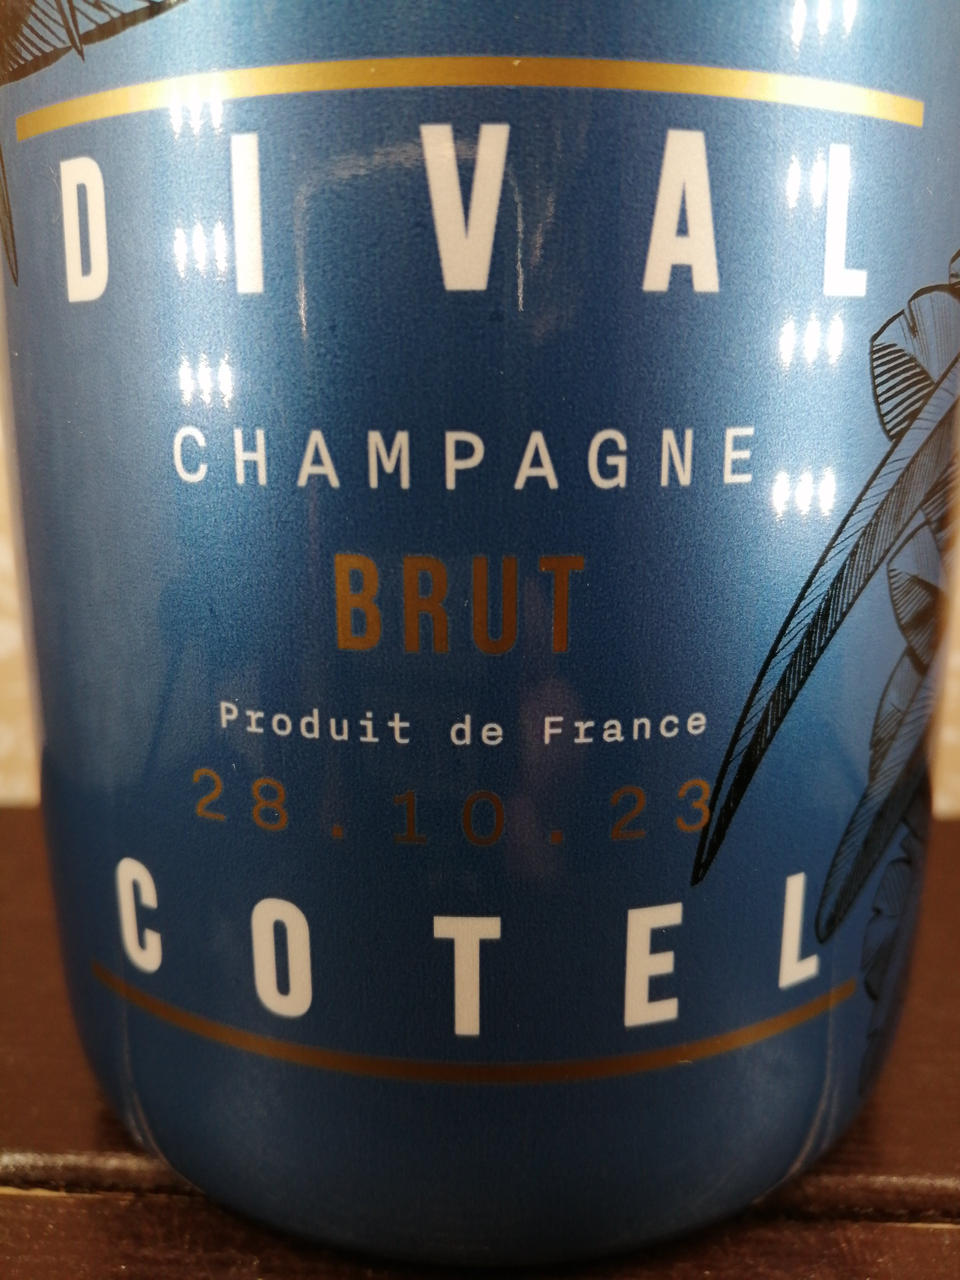 DIVAL
CHAMPAGNE
BRUT
Produit de France
28.10.23
COTEL